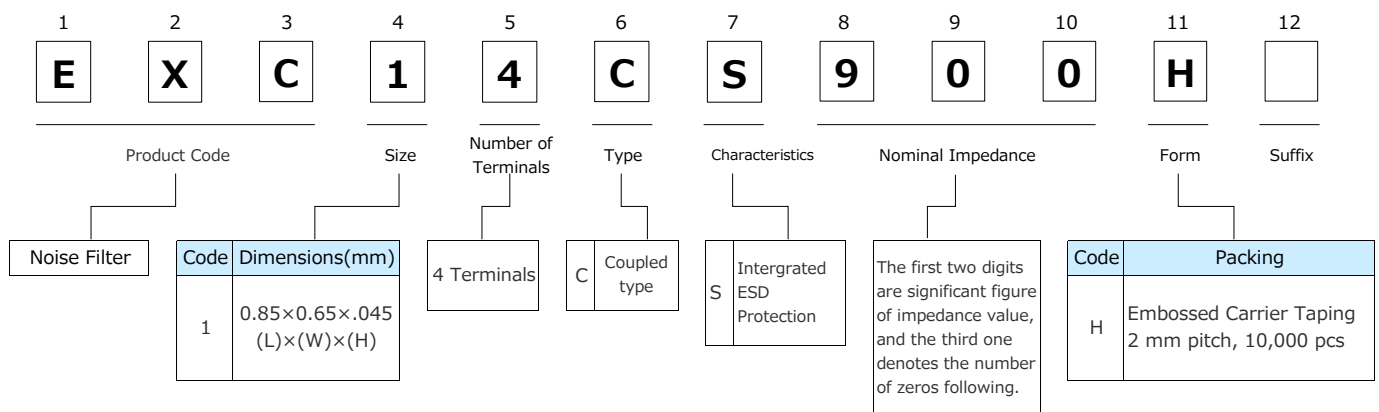 1 2 3 4 5 6 7 8 9 10 11 12
E X C 1 4 C S 9 0 0 H
Product Code
Size
Number of
Terminals
Type
Characteristics
Nominal Impedance
Form
Suffix
Noise Filter
Code Dimensions(mm)
1 0.85×0.65×.045
(L)×(W)×(H)
4 Terminals
C Coupled
type
S Intergrated
ESD
Protection
The first two digits
are significant figure
of impedance value,
and the third one
denotes the number
of zeros following.
Code Packing
H Embossed Carrier Taping
2 mm pitch, 10,000 pcs